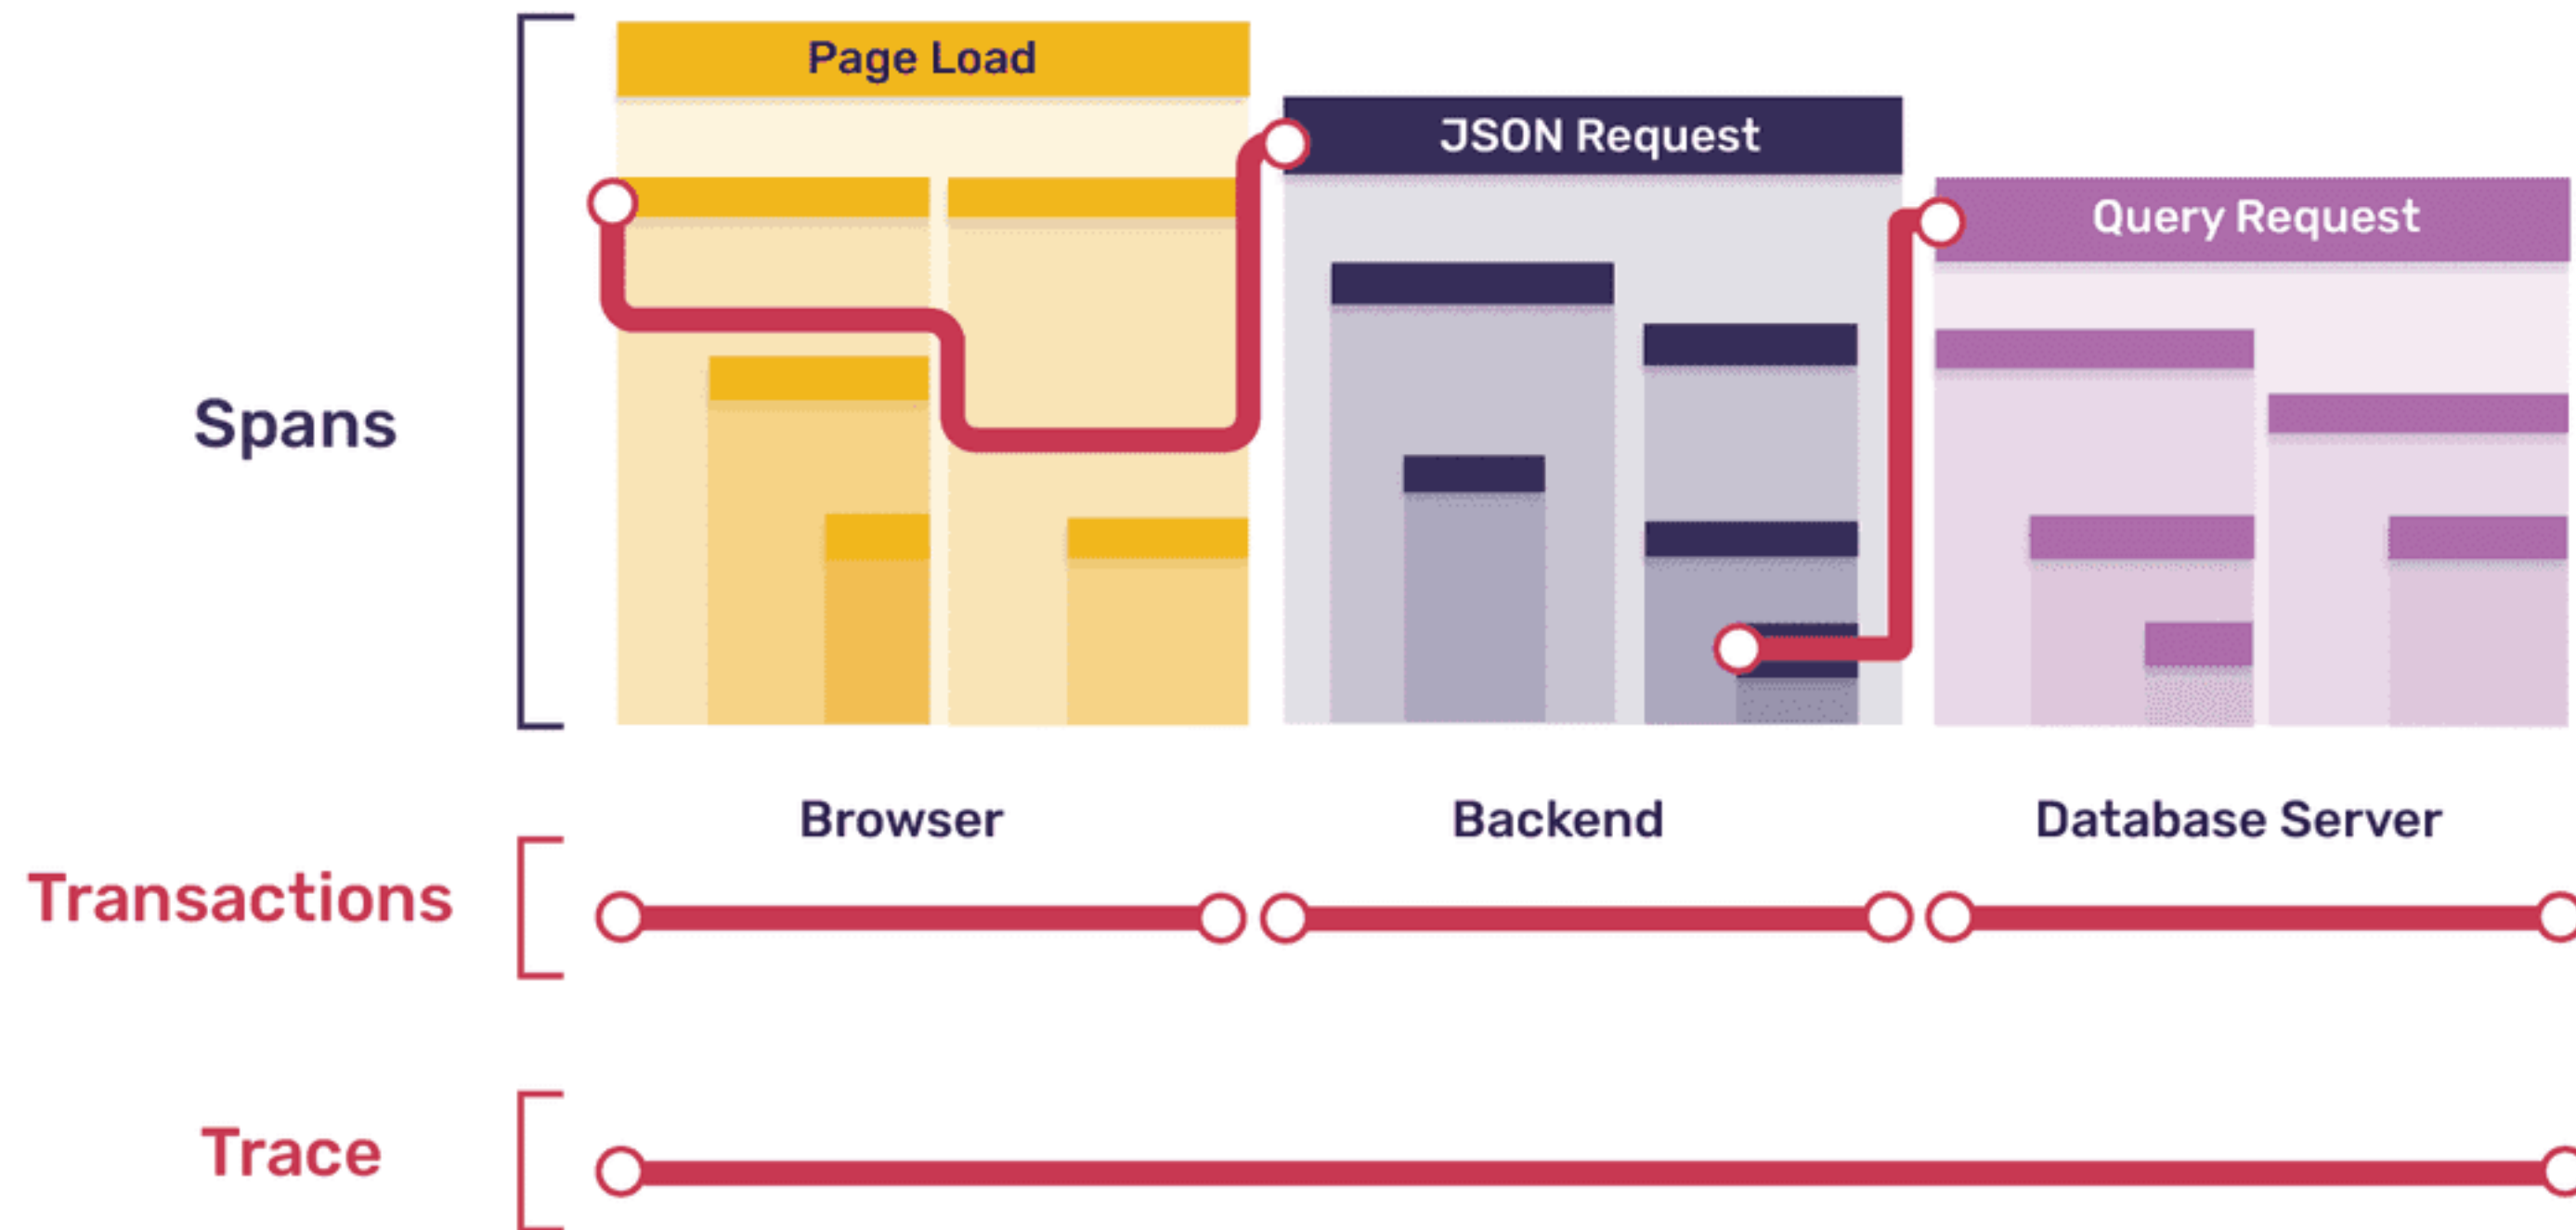 Page Load
JSON Request
Query Request
Spans
Browser
Backend
Database Server
Transactions
Trace